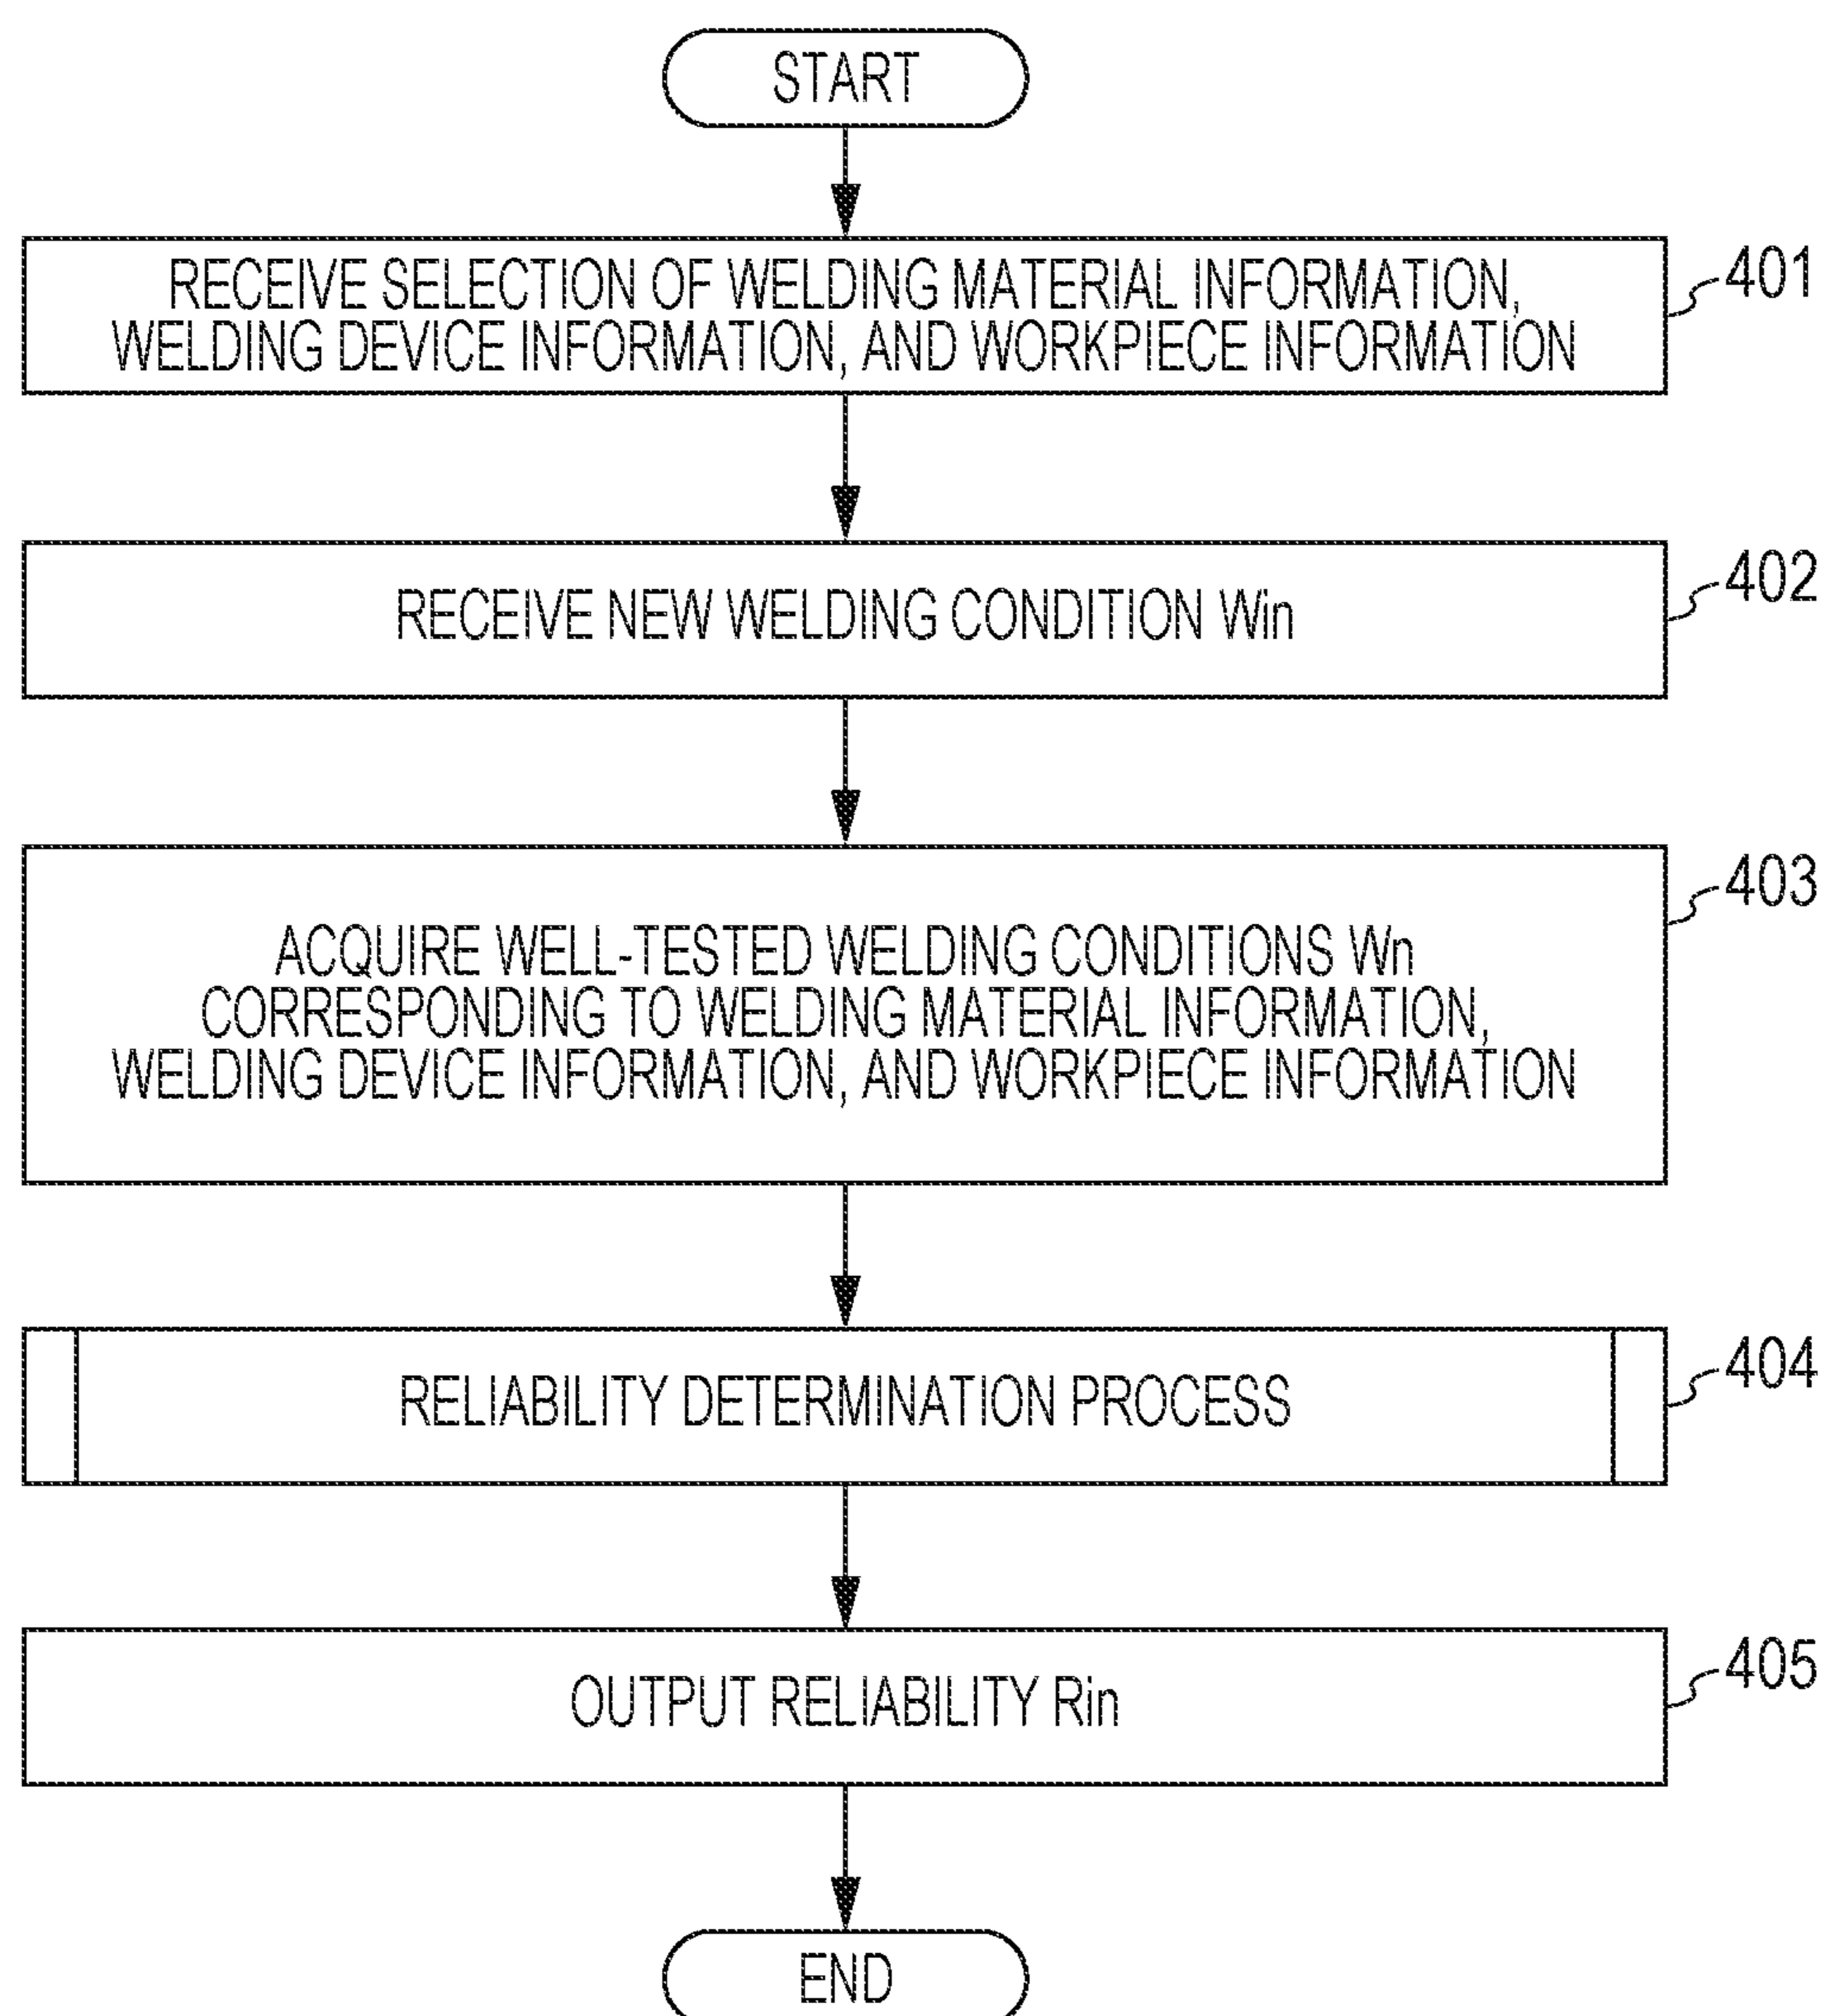 START
RECEIVE SELECTION OF WELDING MATERIAL INFORMATION,
WELDING DEVICE INFORMATION, AND WORKPIECE INFORMATION
401
RECEIVE NEW WELDING CONDITION Win
402
ACQUIRE WELL-TESTED WELDING CONDITIONS Wn
CORRESPONDING TO WELDING MATERIAL INFORMATION,
WELDING DEVICE INFORMATION, AND WORKPIECE INFORMATION
403
RELIABILITY DETERMINATION PROCESS
404
OUTPUT RELIABILITY Rin
405
END